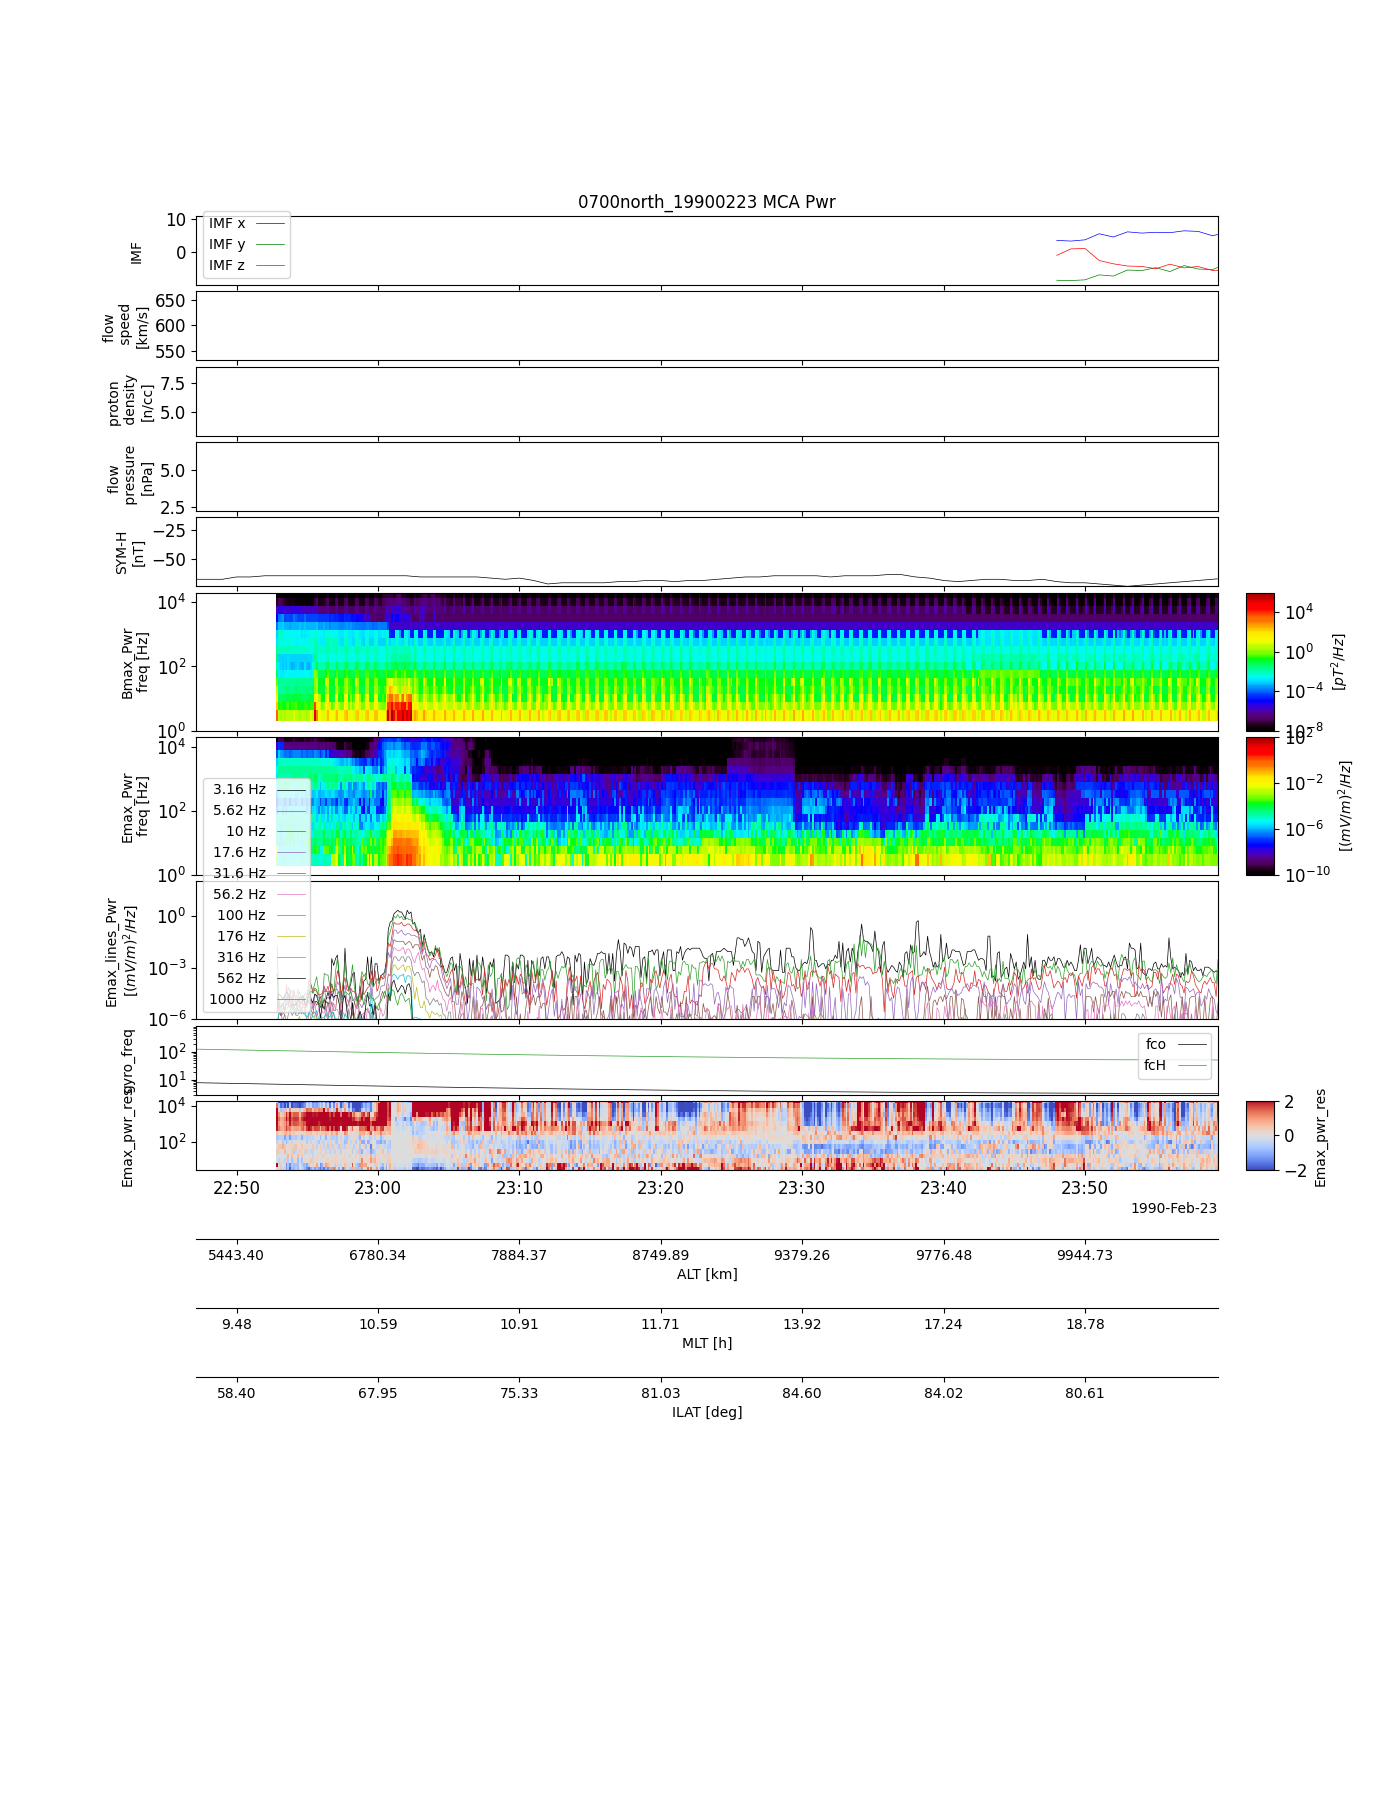 0700north_19900223 MCA Pwr
10
0
IMF
IMF x
IMF y
IMF z
650
600
550
flow
speed
[km/s]
7.5
5.0
proton
density
[n/cc]
5.0
2.5
flow
pressure
[nPa]
−25
−50
SYM-H
[nT]
10^4
10^2
10^0
Bmax_Pwr
freq [Hz]
10^4
10^0
10^−4
10^−8
[pT^2/Hz]
10^4
10^2
10^0
Emax_Pwr
freq [Hz]
10^2
10^−2
10^−6
10^−10
[(mV/m)^2/Hz]
3.16 Hz
5.62 Hz
10 Hz
17.6 Hz
31.6 Hz
56.2 Hz
100 Hz
176 Hz
316 Hz
562 Hz
1000 Hz
10^0
10^−3
10^−6
Emax_lines_Pwr
[(mV/m)^2/Hz]
10^2
10^1
gyro_freq
fco
fcH
10^4
10^2
Emax_pwr_res
2
0
−2
Emax_pwr_res
22:50 23:00 23:10 23:20 23:30 23:40 23:50
1990-Feb-23
5443.40 6780.34 7884.37 8749.89 9379.26 9776.48 9944.73
ALT [km]
9.48 10.59 10.91 11.71 13.92 17.24 18.78
MLT [h]
58.40 67.95 75.33 81.03 84.60 84.02 80.61
ILAT [deg]